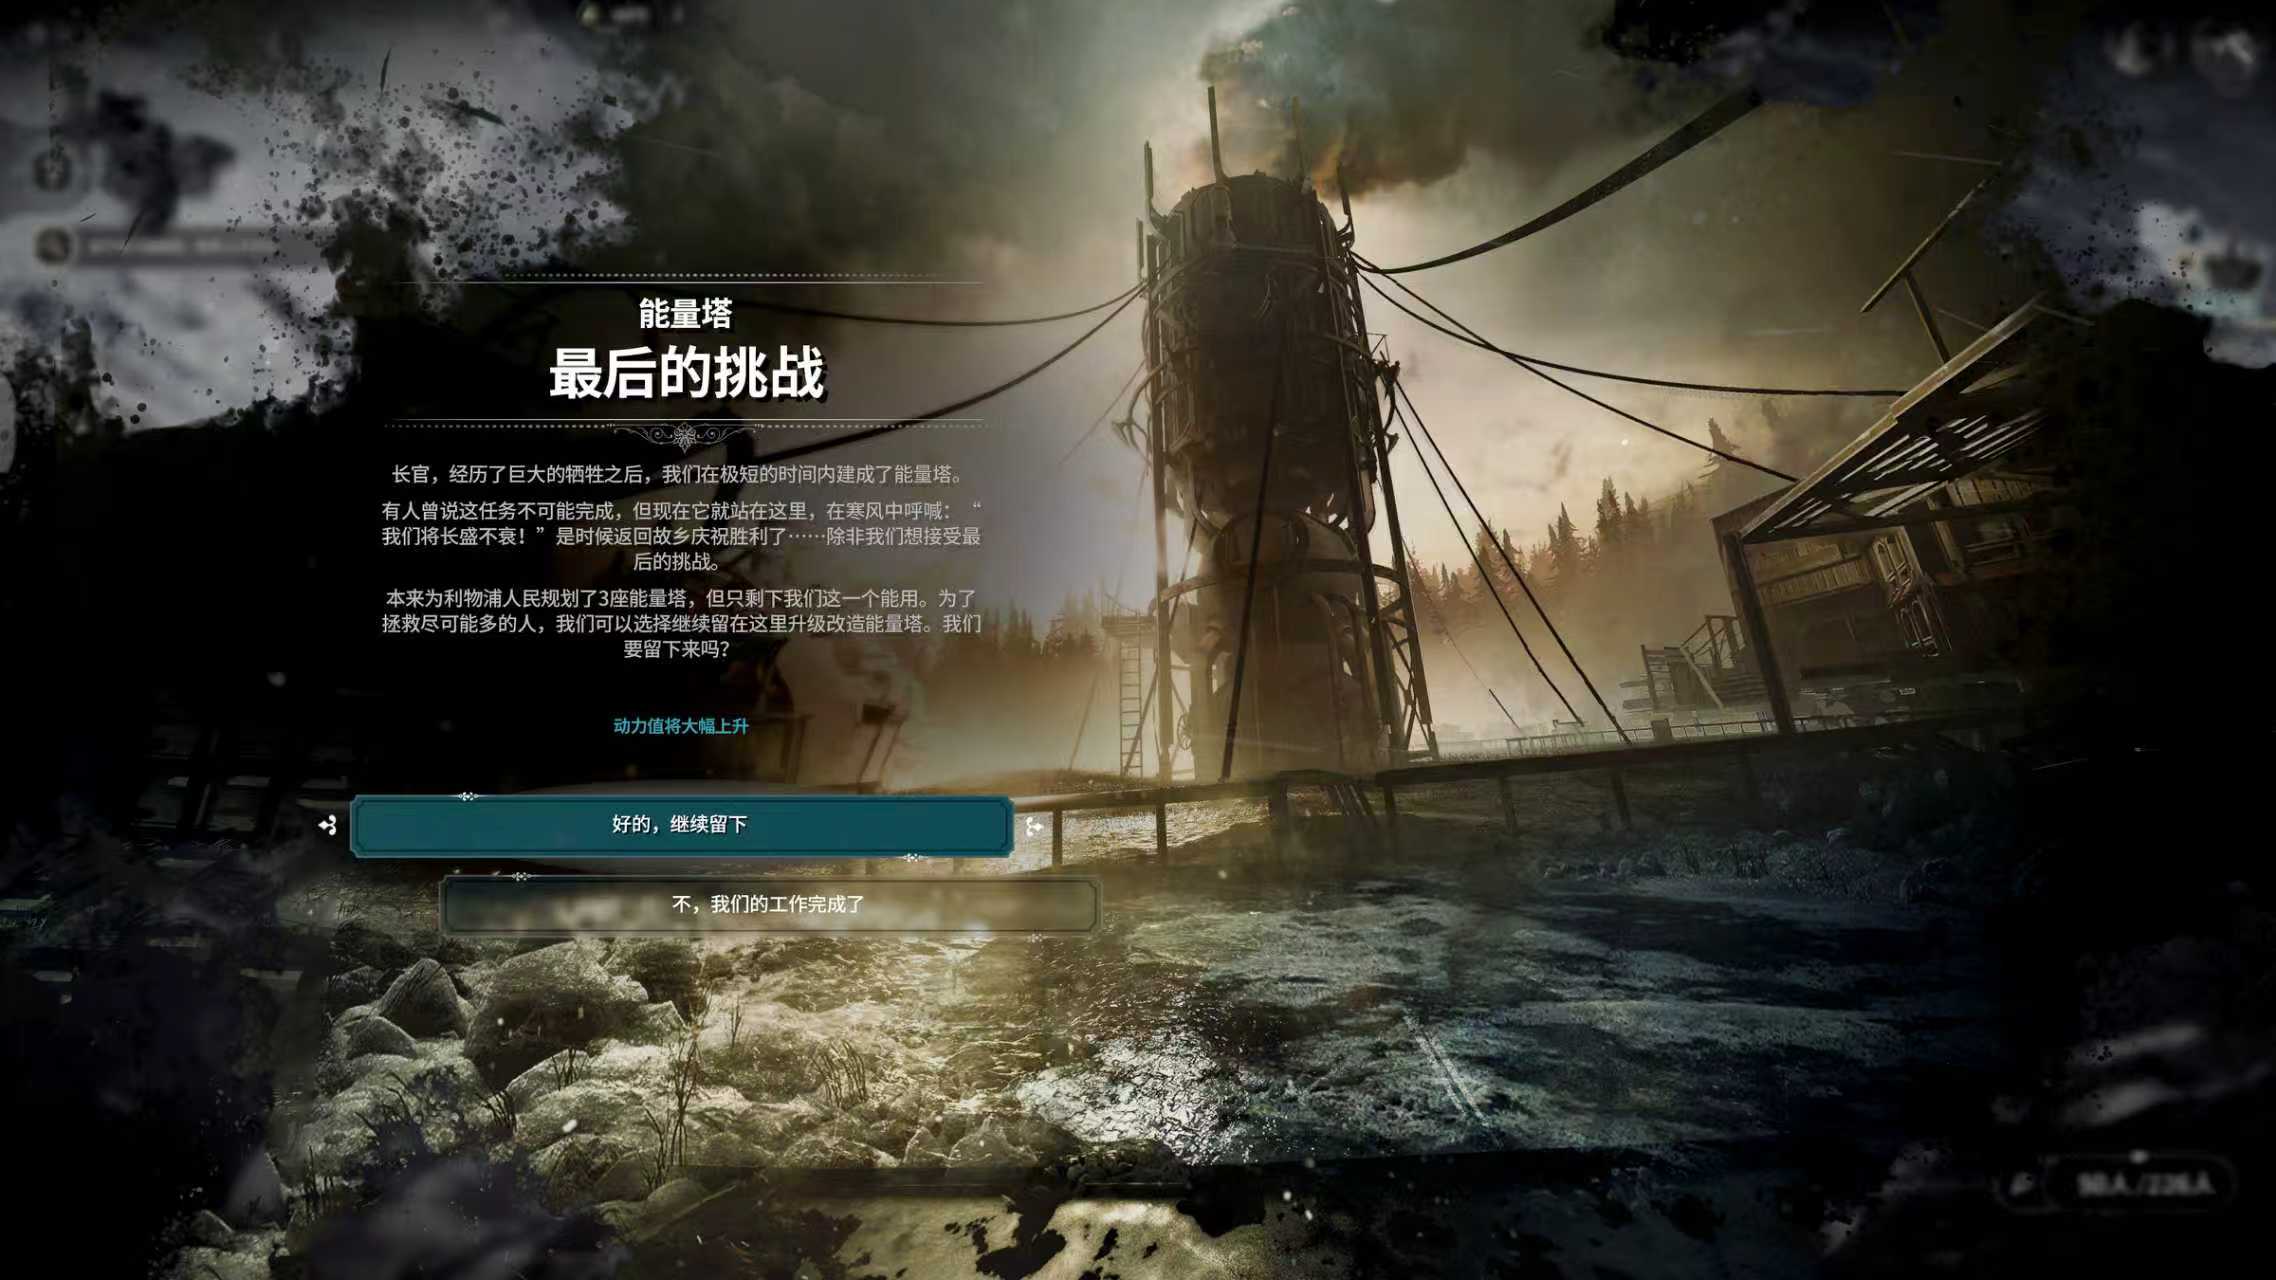 能量塔
最后的挑战
长官，经历了巨大的牺牲之后，我们在极短的时间内建成了能量塔。
有人曾说这任务不可能完成，但现在它就站在这里，在寒风中呼喊：“
我们将长盛不衰！”是时候返回故乡庆祝胜利了……除非我们想接受最
后的挑战。
本来为利物浦人民规划了3座能量塔，但只剩下我们这一个能用。为了
拯救尽可能多的人，我们可以选择继续留在这里升级改造能量塔。我们
要留下来吗？
动力值将大幅上升
好的，继续留下
不，我们的工作完成了